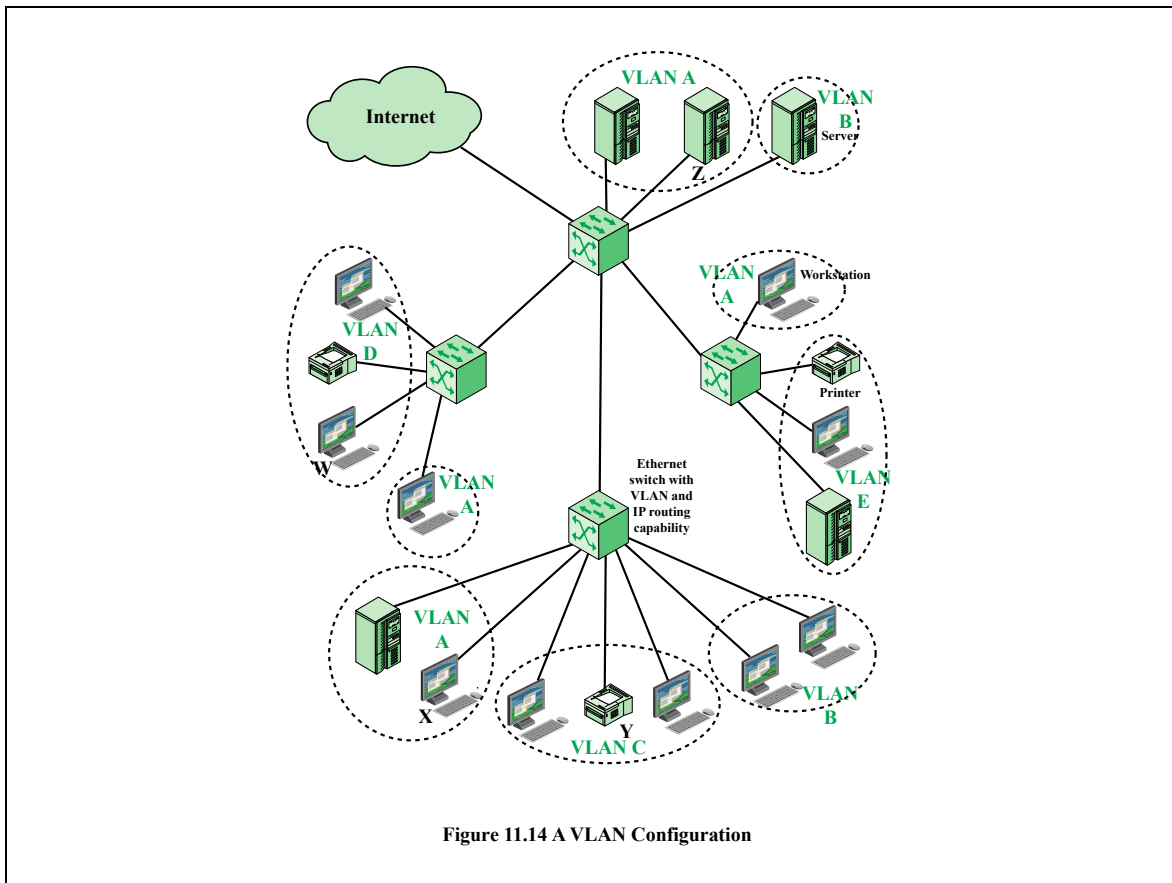 Internet
VLAN A
Z
VLAN
B
Server
VLAN
A
Workstation
VLAN
D
W
VLAN
A
Printer
VLAN
E
Ethernet
switch with
VLAN and
IP routing
capability
VLAN
A
X
Y
VLAN C
VLAN
B
Figure 11.14 A VLAN Configuration